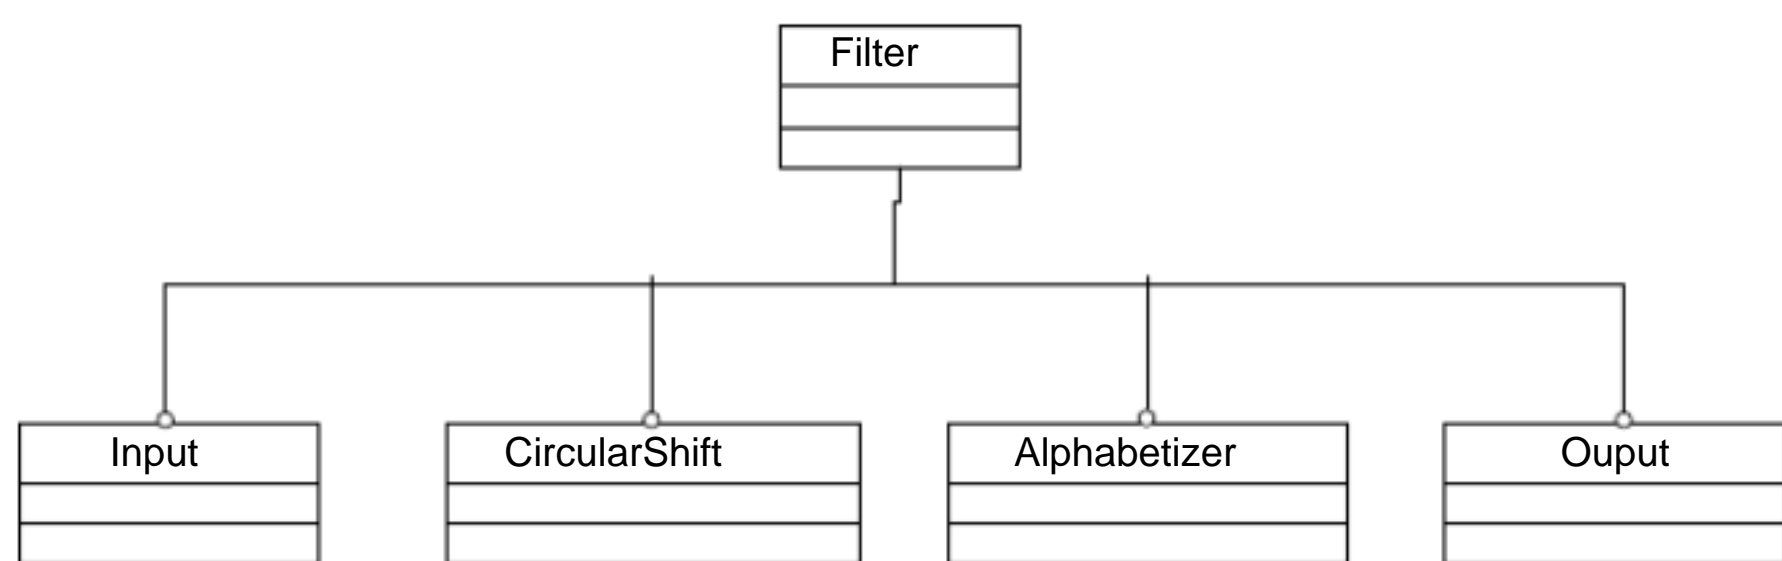 Filter
Input
CircularShift
Alphabetizer
Ouput